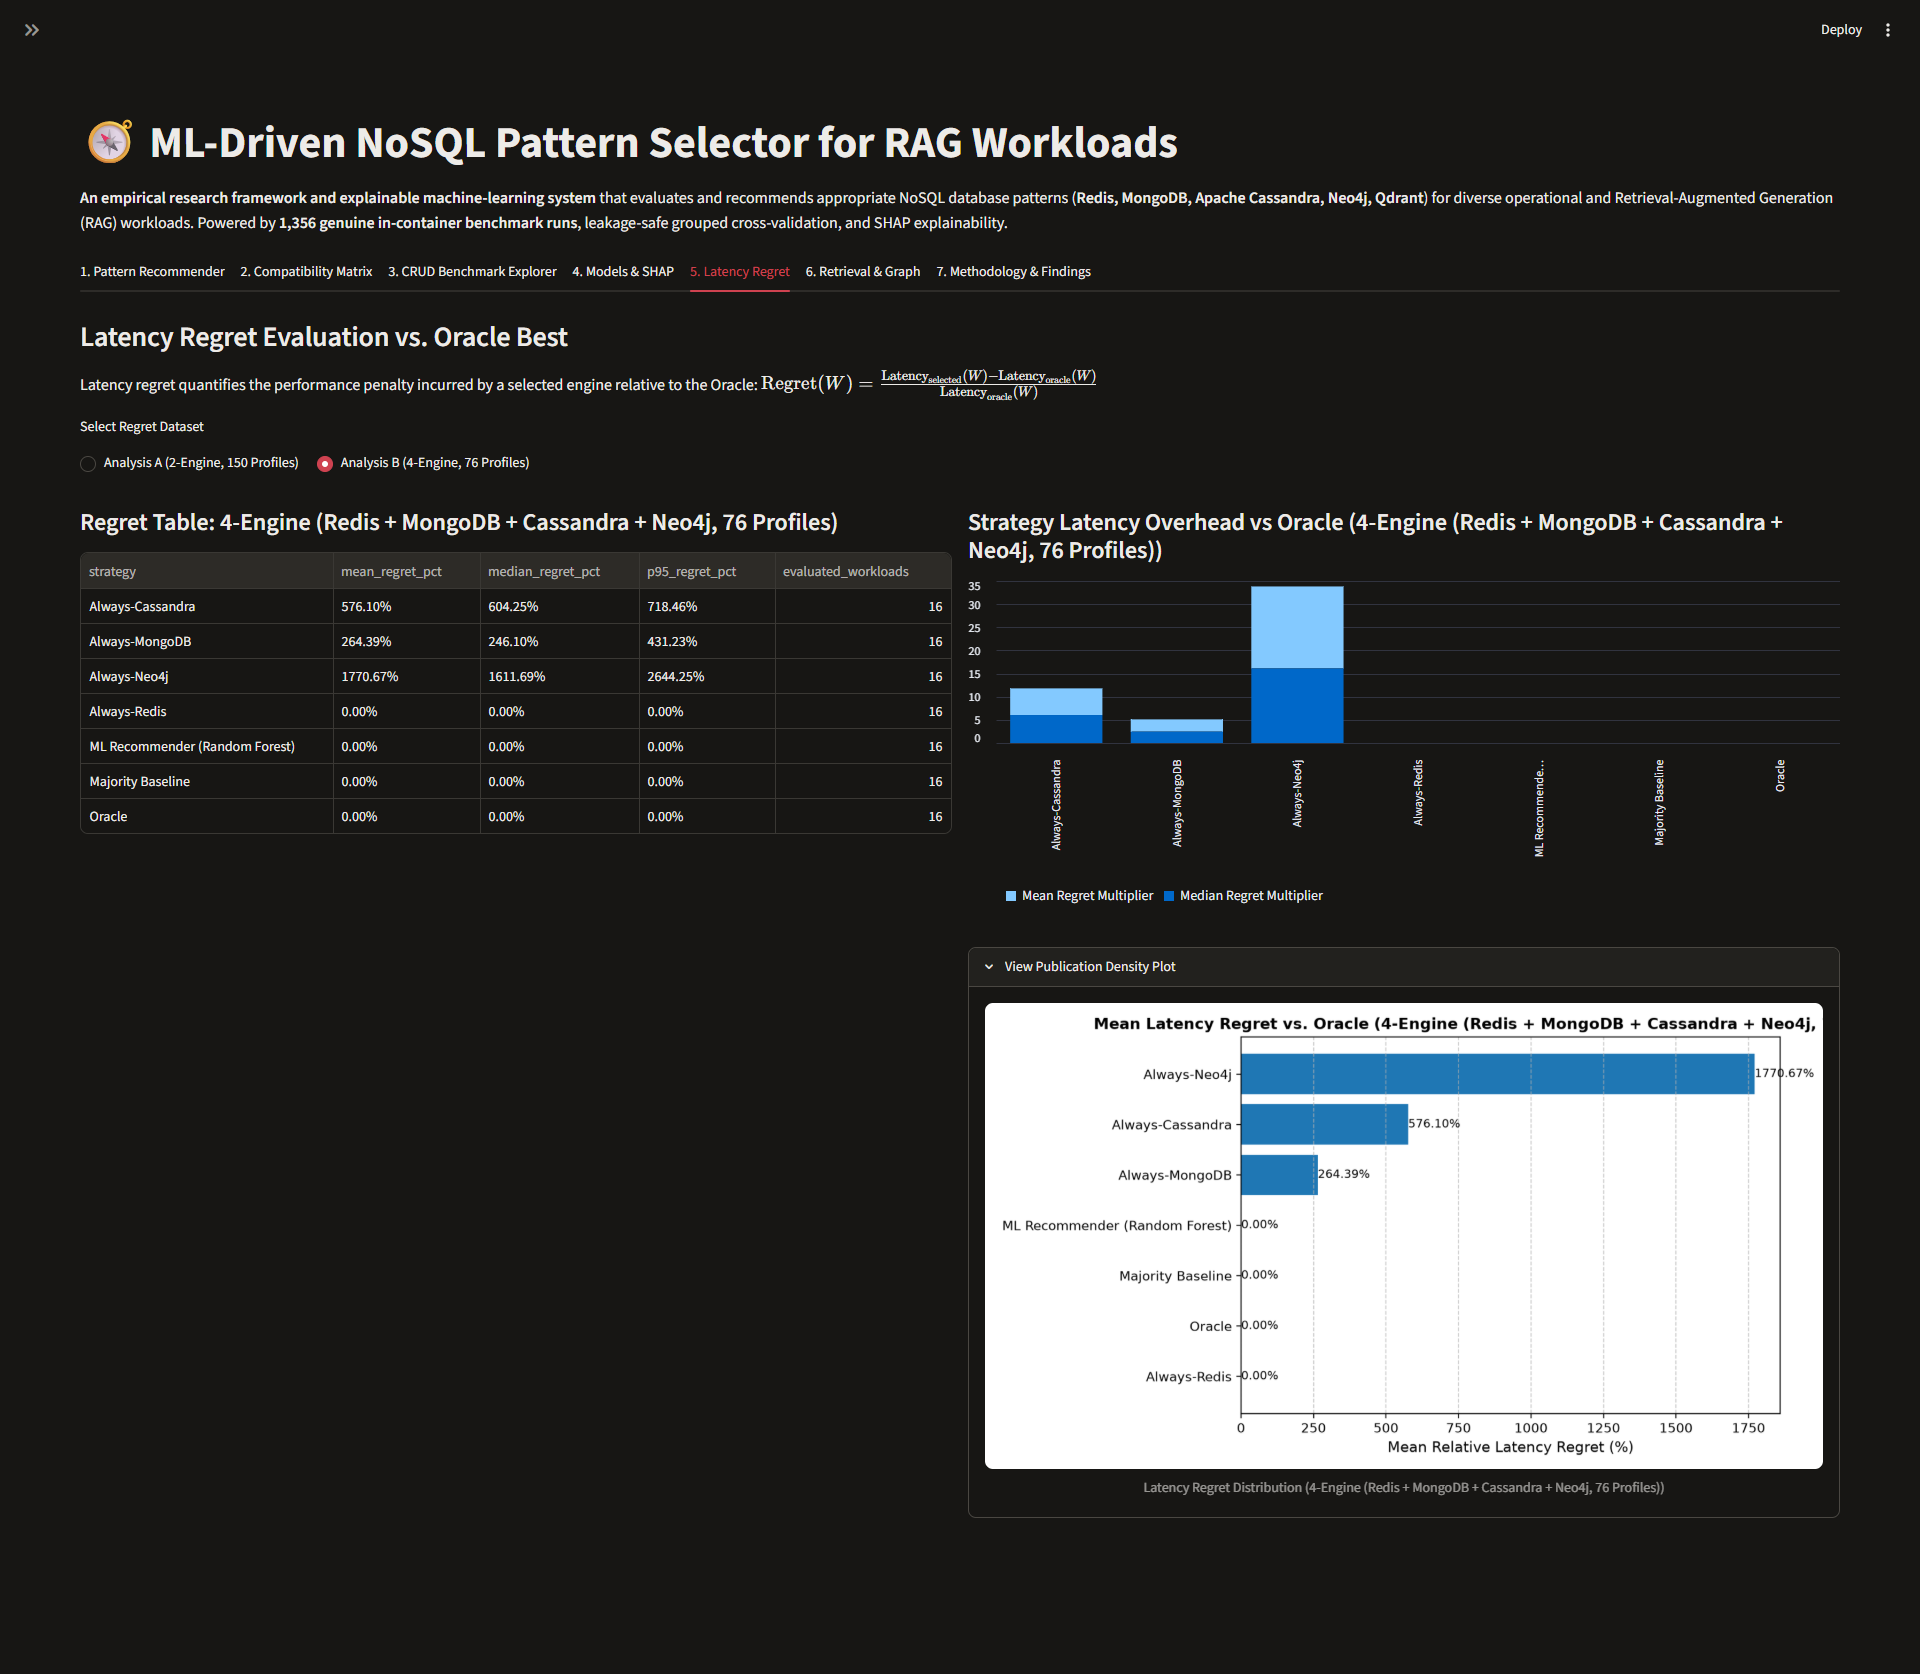 Deploy
ML-Driven NoSQL Pattern Selector for RAG Workloads
An empirical research framework and explainable machine-learning system that evaluates and recommends appropriate NoSQL database patterns (Redis, MongoDB, Apache Cassandra, Neo4j, Qdrant) for diverse operational and Retrieval-Augmented Generation
(RAG) workloads. Powered by 1,356 genuine in-container benchmark runs, leakage-safe grouped cross-validation, and SHAP explainability.
1. Pattern Recommender 2. Compatibility Matrix 3. CRUD Benchmark Explorer 4. Models & SHAP 5. Latency Regret 6. Retrieval & Graph 7. Methodology & Findings
Latency Regret Evaluation vs. Oracle Best
Latency regret quantifies the performance penalty incurred by a selected engine relative to the Oracle: Regret(W) = Latency_selected(W)−Latency_oracle(W) / Latency_oracle(W)
Select Regret Dataset
Analysis A (2-Engine, 150 Profiles) Analysis B (4-Engine, 76 Profiles)
Regret Table: 4-Engine (Redis + MongoDB + Cassandra + Neo4j, 76 Profiles)
strategy mean_regret_pct median_regret_pct p95_regret_pct evaluated_workloads
Always-Cassandra 576.10% 604.25% 718.46% 16
Always-MongoDB 264.39% 246.10% 431.23% 16
Always-Neo4j 1770.67% 1611.69% 2644.25% 16
Always-Redis 0.00% 0.00% 0.00% 16
ML Recommender (Random Forest) 0.00% 0.00% 0.00% 16
Majority Baseline 0.00% 0.00% 0.00% 16
Oracle 0.00% 0.00% 0.00% 16
Strategy Latency Overhead vs Oracle (4-Engine (Redis + MongoDB + Cassandra +
Neo4j, 76 Profiles))
35
30
25
20
15
10
5
0
Always-Cassandra
Always-MongoDB
Always-Neo4j
Always-Redis
ML Recommende…
Majority Baseline
Oracle
Mean Regret Multiplier Median Regret Multiplier
View Publication Density Plot
Mean Latency Regret vs. Oracle (4-Engine (Redis + MongoDB + Cassandra + Neo4j,
Always-Neo4j 1770.67%
Always-Cassandra 576.10%
Always-MongoDB 264.39%
ML Recommender (Random Forest) 0.00%
Majority Baseline 0.00%
Oracle 0.00%
Always-Redis 0.00%
0 250 500 750 1000 1250 1500 1750
Mean Relative Latency Regret (%)
Latency Regret Distribution (4-Engine (Redis + MongoDB + Cassandra + Neo4j, 76 Profiles))